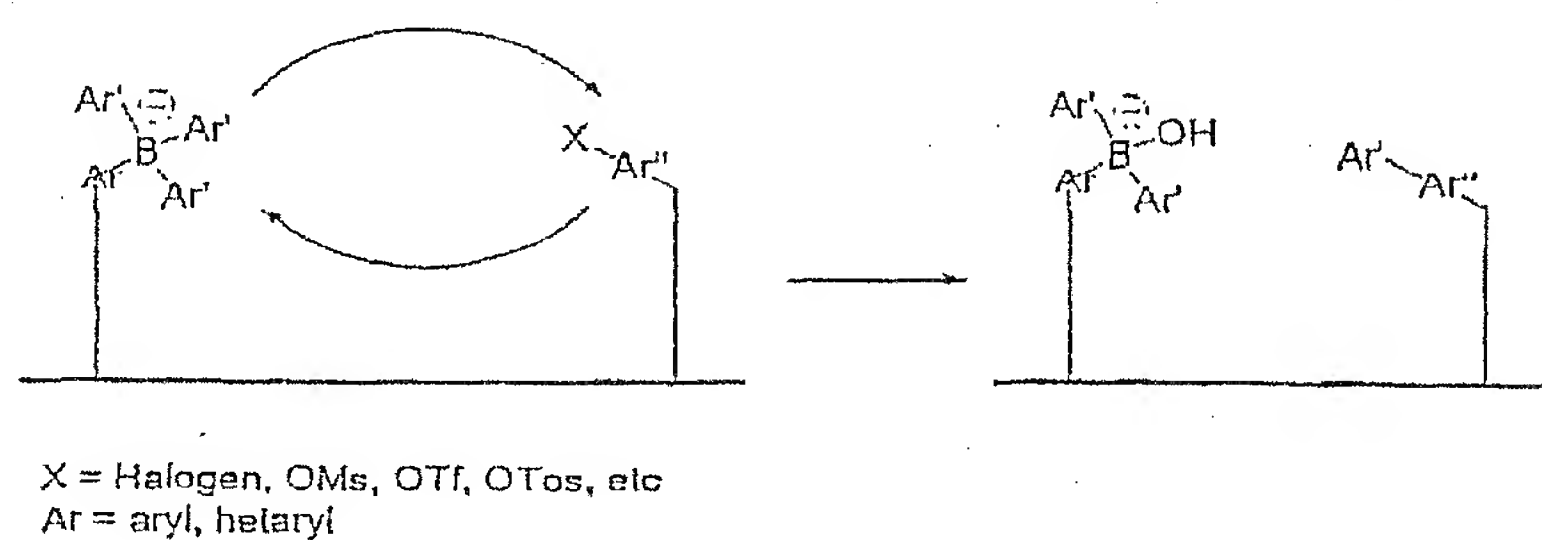 Ar' ⊖ Ar' B Ar Ar'
X Ar"
Ar' ⊖ OH B Ar Ar'
Ar' Ar"
X = Halogen, OMs, OTf, OTos, etc
Ar = aryl, hetaryl